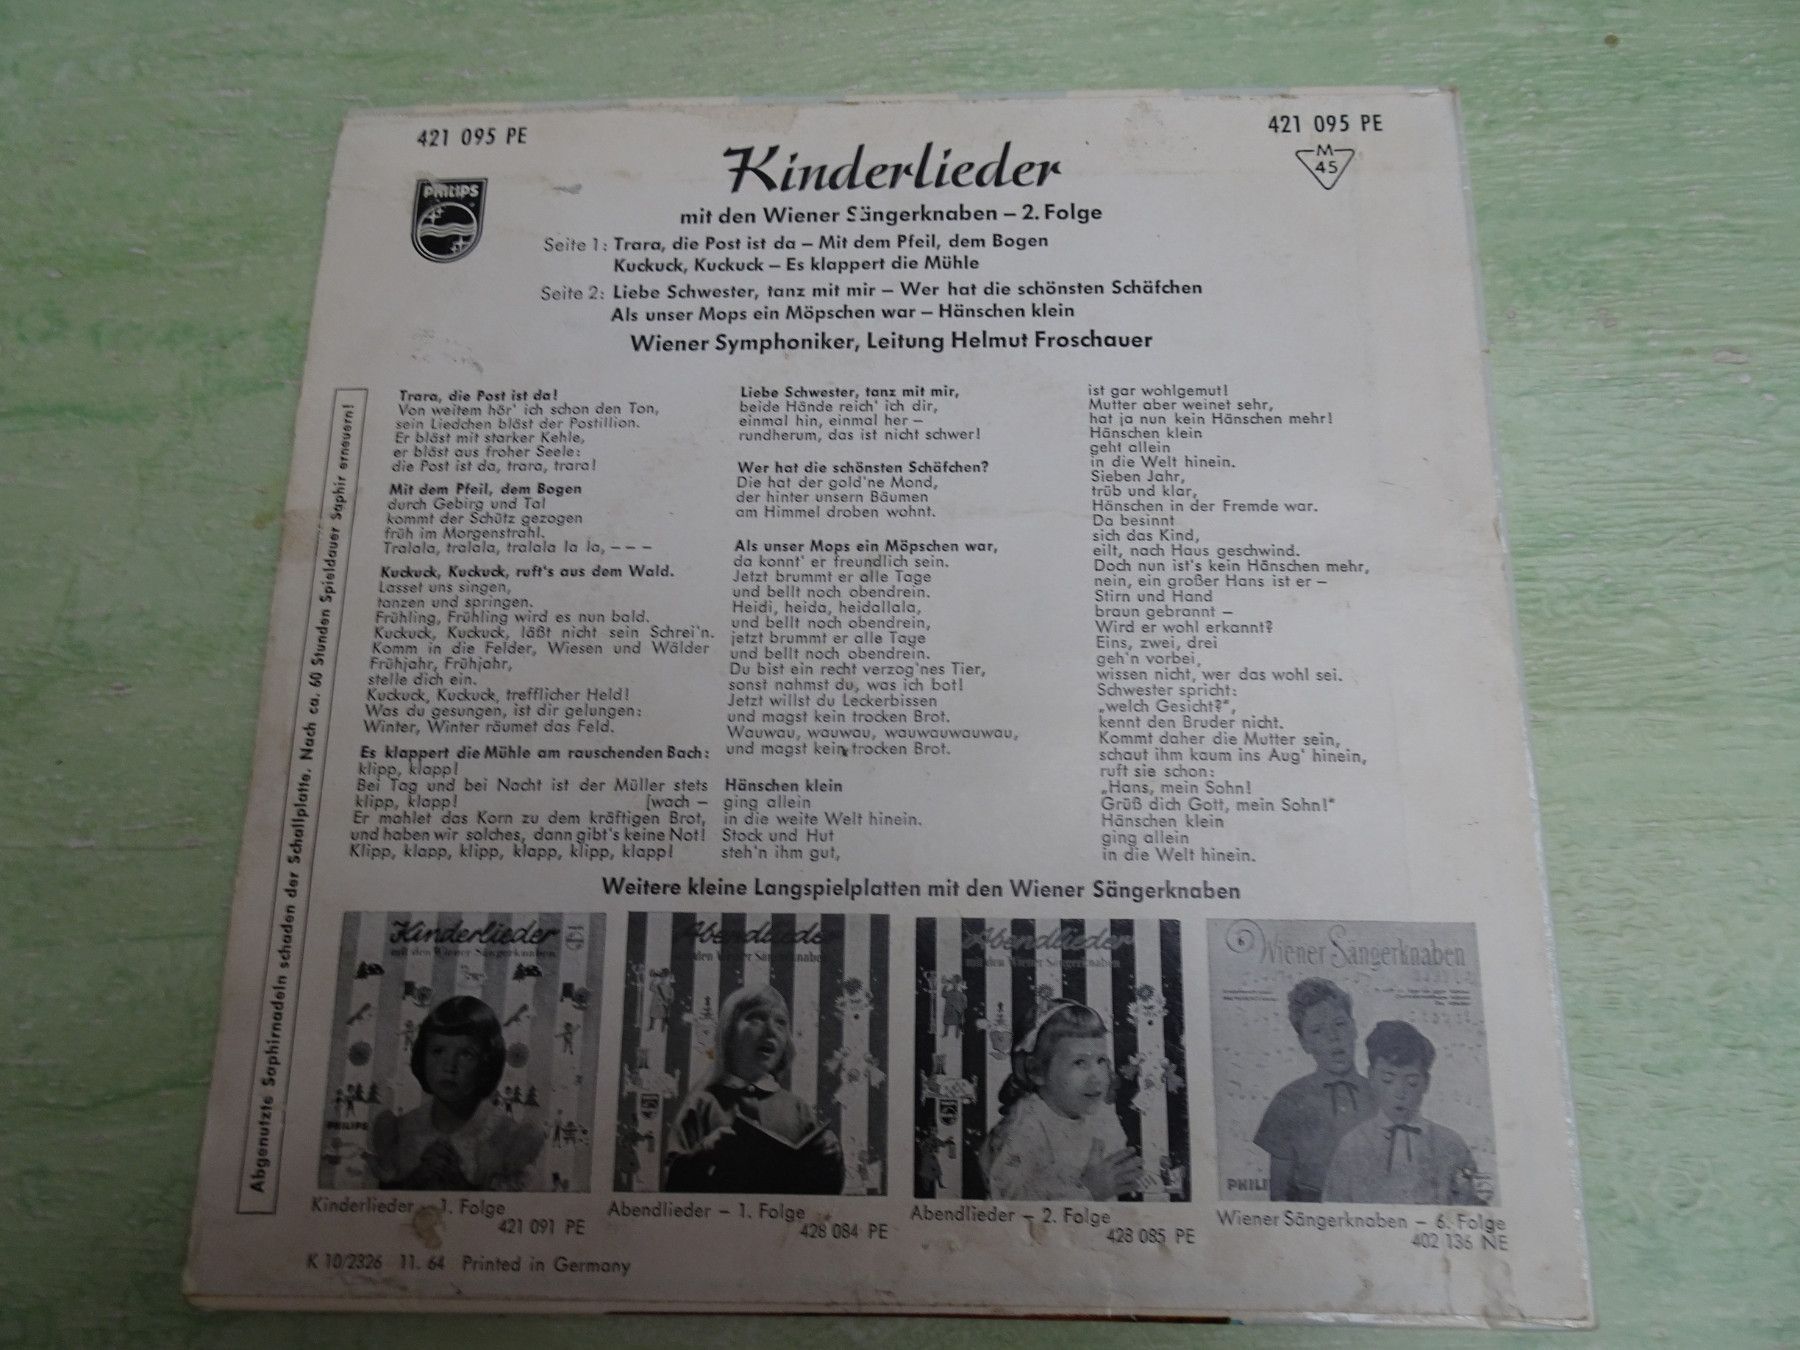 421 095 PE
421 095 PE
M
45
PHILIPS
Kinderlieder
mit den Wiener Sängerknaben – 2. Folge
Seite 1: Trara, die Post ist da – Mit dem Pfeil, dem Bogen
Kuckuck, Kuckuck – Es klappert die Mühle
Seite 2: Liebe Schwester, tanz mit mir – Wer hat die schönsten Schäfchen
Als unser Mops ein Möpschen war – Hänschen klein
Wiener Symphoniker, Leitung Helmut Froschauer
Abgenutzte Saphirnadeln schaden der Schallplatte. Nach ca. 60 Stunden Spieldauer Saphir erneuern!
Trara, die Post ist da!
Von weitem hör' ich schon den Ton,
sein Liedchen bläst der Postillion.
Er bläst mit starker Kehle,
er bläst aus froher Seele:
die Post ist da, trara, trara!
Mit dem Pfeil, dem Bogen
durch Gebirg und Tal
kommt der Schütz gezogen
früh im Morgenstrahl.
Tralala, tralala, tralala la la, – – –
Kuckuck, Kuckuck, ruft's aus dem Wald.
Lasset uns singen,
tanzen und springen.
Frühling, Frühling wird es nun bald.
Kuckuck, Kuckuck, läßt nicht sein Schrei'n.
Komm in die Felder, Wiesen und Wälder
Frühjahr, Frühjahr,
stelle dich ein.
Kuckuck, Kuckuck, trefflicher Held!
Was du gesungen, ist dir gelungen:
Winter, Winter räumet das Feld.
Es klappert die Mühle am rauschenden Bach:
klipp, klapp!
Bei Tag und bei Nacht ist der Müller stets
klipp, klapp! [wach –
Er mahlet das Korn zu dem kräftigen Brot,
und haben wir solches, dann gibt's keine Not!
Klipp, klapp, klipp, klapp, klipp, klapp!
Liebe Schwester, tanz mit mir,
beide Hände reich' ich dir,
einmal hin, einmal her –
rundherum, das ist nicht schwer!
Wer hat die schönsten Schäfchen?
Die hat der gold'ne Mond,
der hinter unsern Bäumen
am Himmel droben wohnt.
Als unser Mops ein Möpschen war,
da konnt' er freundlich sein.
Jetzt brummt er alle Tage
und bellt noch obendrein.
Heidi, heida, heidallala,
und bellt noch obendrein,
jetzt brummt er alle Tage
und bellt noch obendrein.
Du bist ein recht verzog'nes Tier,
sonst nahmst du, was ich bot!
Jetzt willst du Leckerbissen
und magst kein trocken Brot.
Wauwau, wauwau, wauwauwauwau,
und magst kein trocken Brot.
Hänschen klein
ging allein
in die weite Welt hinein.
Stock und Hut
steh'n ihm gut,
ist gar wohlgemut!
Mutter aber weinet sehr,
hat ja nun kein Hänschen mehr!
Hänschen klein
geht allein
in die Welt hinein.
Sieben Jahr,
trüb und klar,
Hänschen in der Fremde war.
Da besinnt
sich das Kind,
eilt, nach Haus geschwind.
Doch nun ist's kein Hänschen mehr,
nein, ein großer Hans ist er –
Stirn und Hand
braun gebrannt –
Wird er wohl erkannt?
Eins, zwei, drei
geh'n vorbei,
wissen nicht, wer das wohl sei.
Schwester spricht:
„welch Gesicht?",
kennt den Bruder nicht.
Kommt daher die Mutter sein,
schaut ihm kaum ins Aug' hinein,
ruft sie schon:
„Hans, mein Sohn!
Grüß dich Gott, mein Sohn!"
Hänschen klein
ging allein
in die Welt hinein.
Weitere kleine Langspielplatten mit den Wiener Sängerknaben
Kinderlieder
mit den Wiener Sängerknaben
PHILIPS
Abendlieder
mit den Wiener Sängerknaben
Abendlieder
mit den Wiener Sängerknaben
Wiener Sängerknaben
PHILI
Kinderlieder – 1. Folge
421 091 PE
Abendlieder – 1. Folge
428 084 PE
Abendlieder – 2. Folge
428 085 PE
Wiener Sängerknaben – 6. Folge
402 136 NE
K 10/2326 11. 64 Printed in Germany